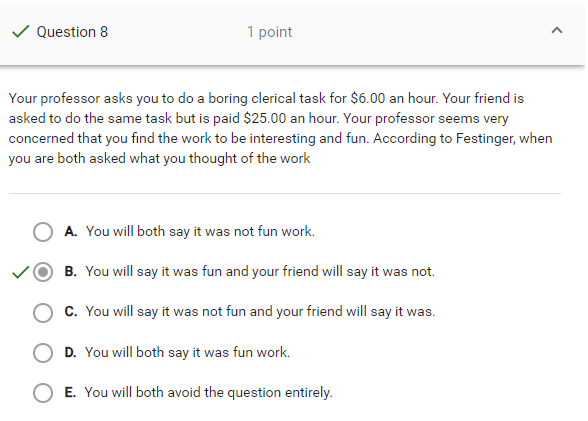 Question 8 1 point
Your professor asks you to do a boring clerical task for $6.00 an hour. Your friend is
asked to do the same task but is paid $25.00 an hour. Your professor seems very
concerned that you find the work to be interesting and fun. According to Festinger, when
you are both asked what you thought of the work
A. You will both say it was not fun work.
B. You will say it was fun and your friend will say it was not.
C. You will say it was not fun and your friend will say it was.
D. You will both say it was fun work.
E. You will both avoid the question entirely.